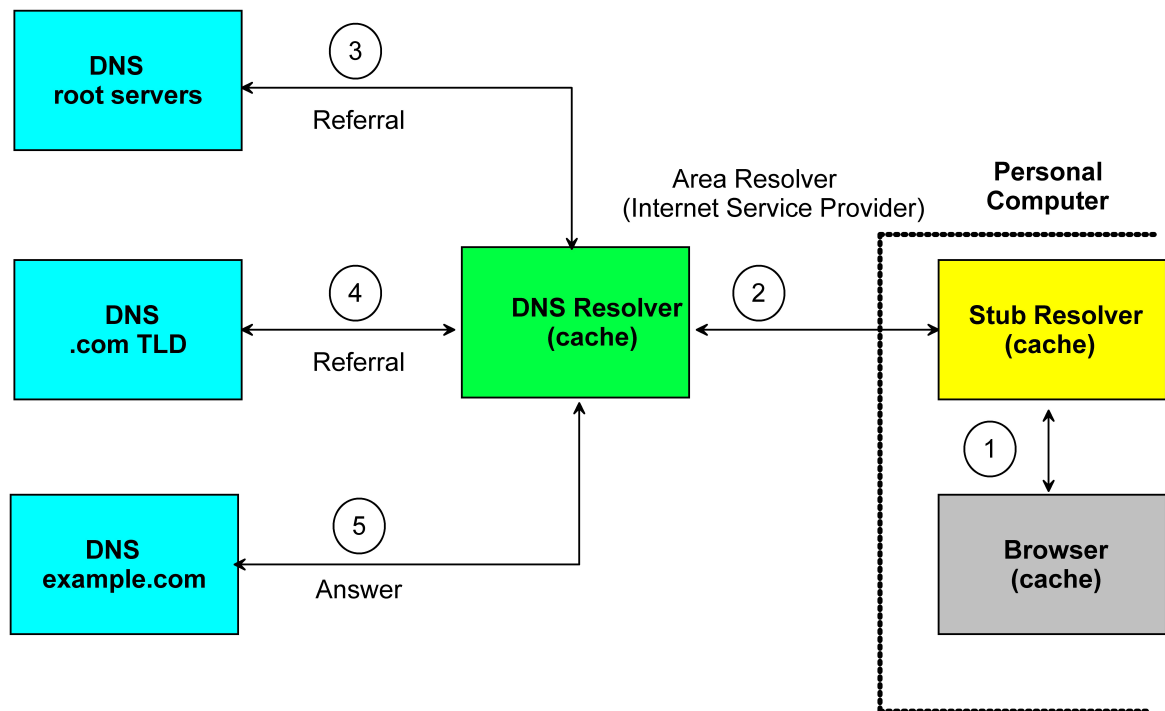 3
DNS
root servers
Referral
Area Resolver
(Internet Service Provider)
Personal
Computer
4
DNS
.com TLD
Referral
DNS Resolver
(cache)
2
Stub Resolver
(cache)
1
5
DNS
example.com
Answer
Browser
(cache)